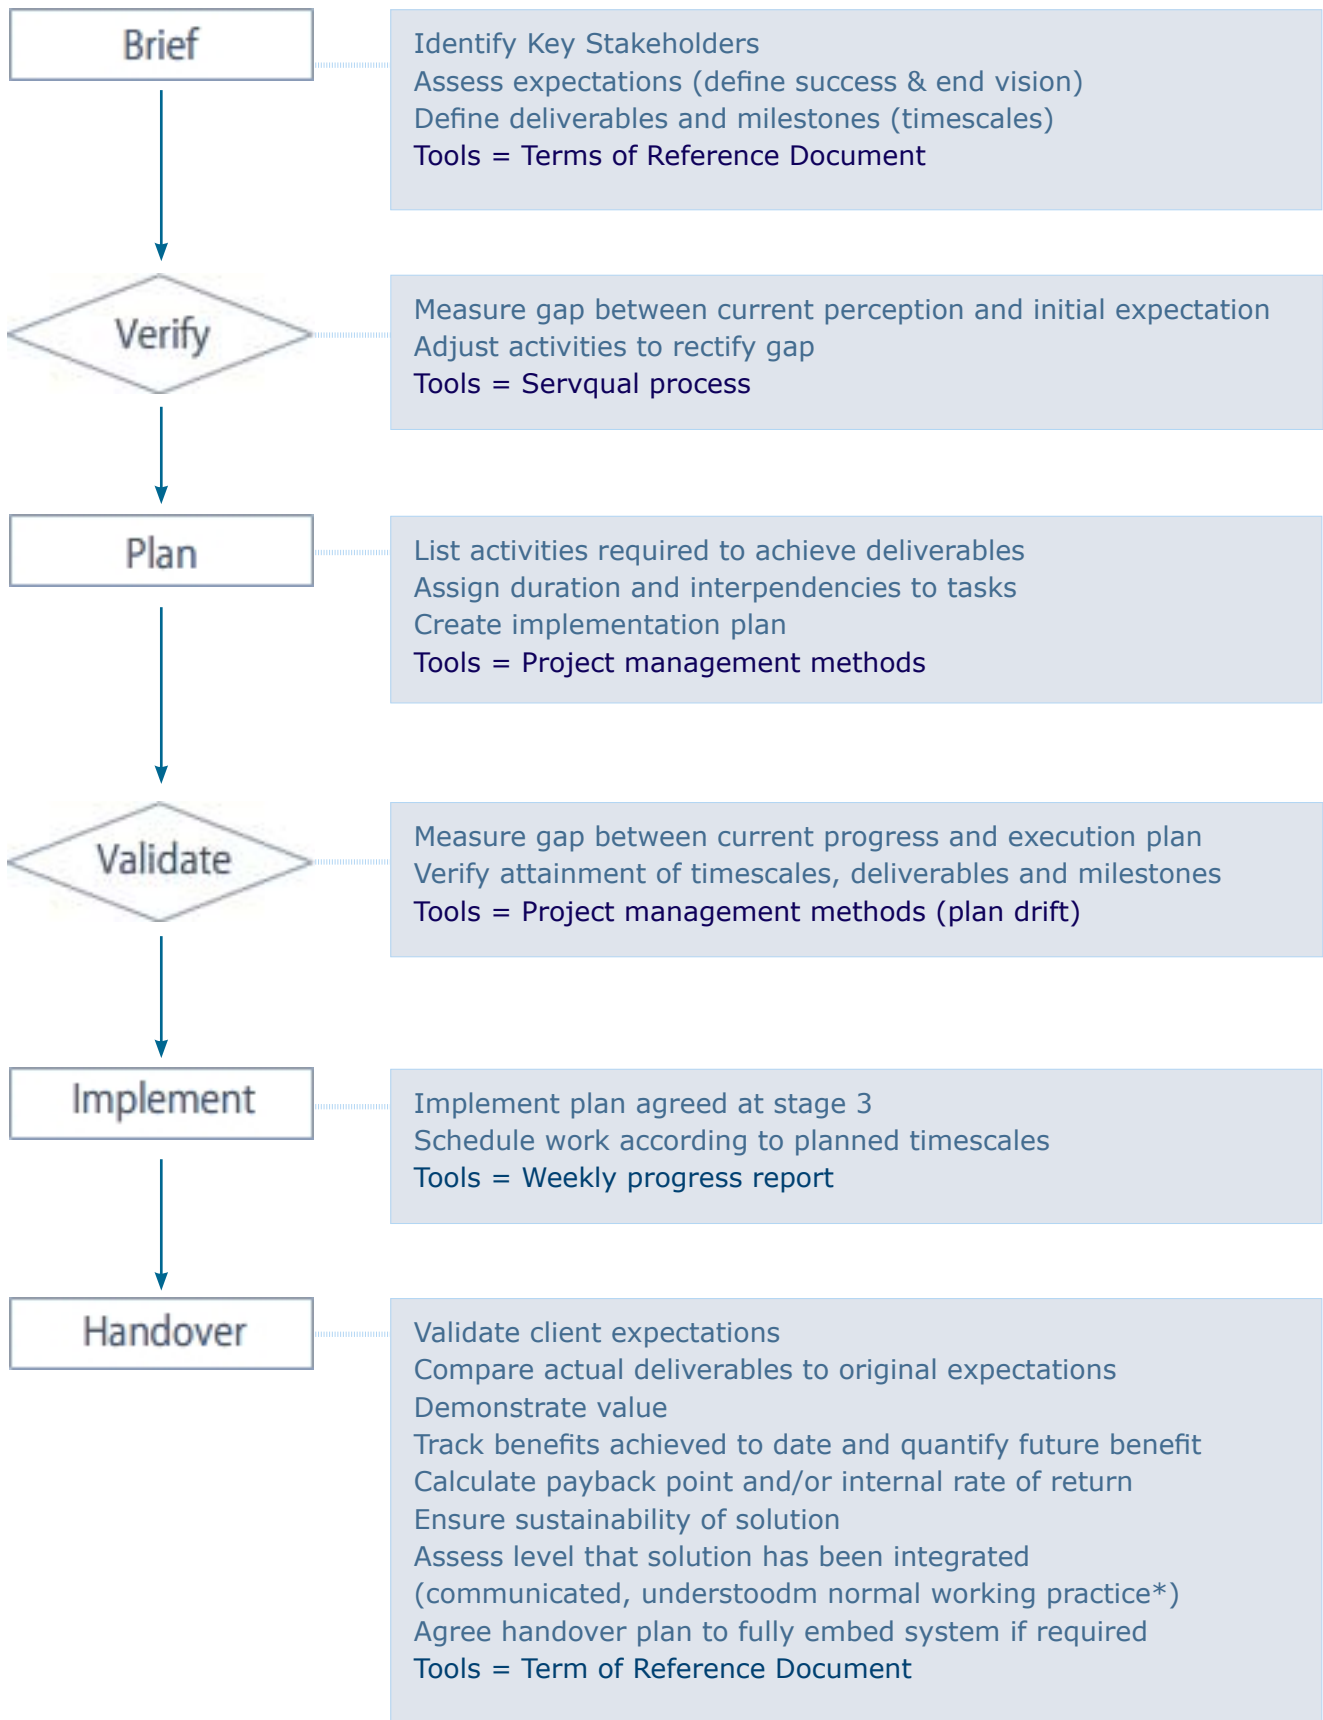 Brief
Identify Key Stakeholders
Assess expectations (define success & end vision)
Define deliverables and milestones (timescales)
Tools = Terms of Reference Document
Verify
Measure gap between current perception and initial expectation
Adjust activities to rectify gap
Tools = Servqual process
Plan
List activities required to achieve deliverables
Assign duration and interpendencies to tasks
Create implementation plan
Tools = Project management methods
Validate
Measure gap between current progress and execution plan
Verify attainment of timescales, deliverables and milestones
Tools = Project management methods (plan drift)
Implement
Implement plan agreed at stage 3
Schedule work according to planned timescales
Tools = Weekly progress report
Handover
Validate client expectations
Compare actual deliverables to original expectations
Demonstrate value
Track benefits achieved to date and quantify future benefit
Calculate payback point and/or internal rate of return
Ensure sustainability of solution
Assess level that solution has been integrated
(communicated, understoodm normal working practice*)
Agree handover plan to fully embed system if required
Tools = Term of Reference Document